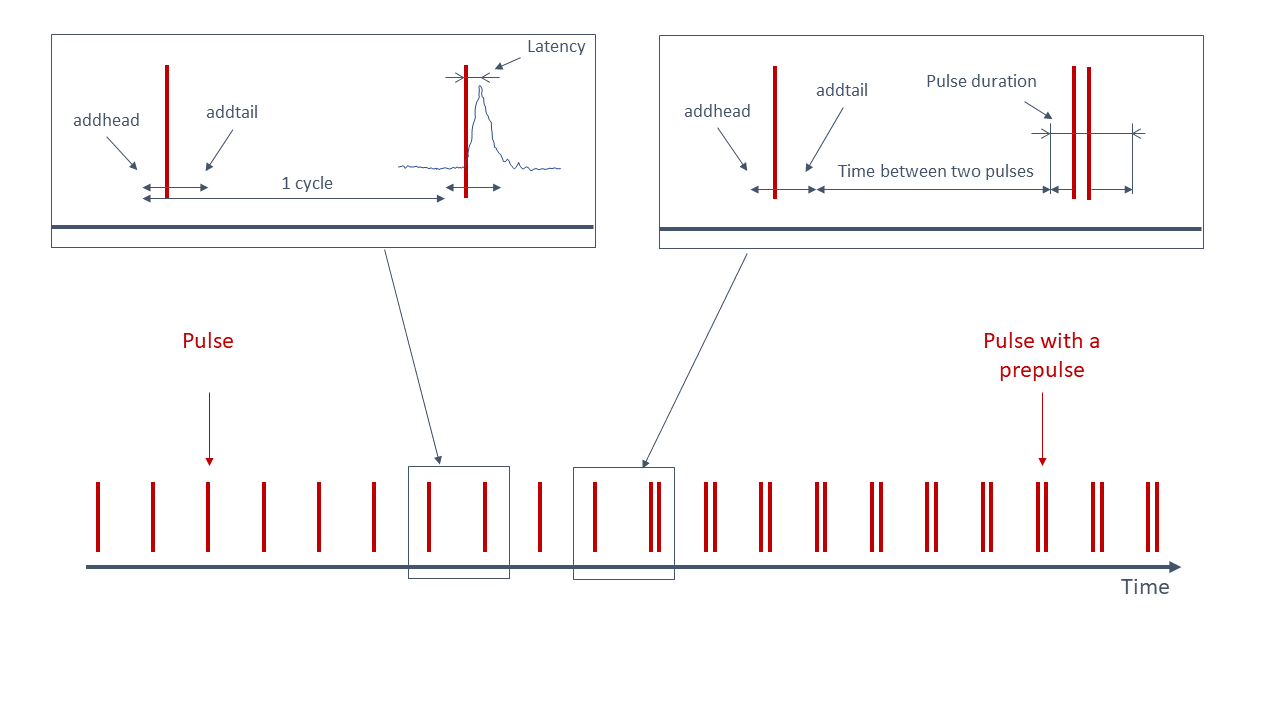 Latency
addhead
addtail
1 cycle
Pulse duration
addhead
addtail
Time between two pulses
Pulse
Pulse with a
prepulse
Time